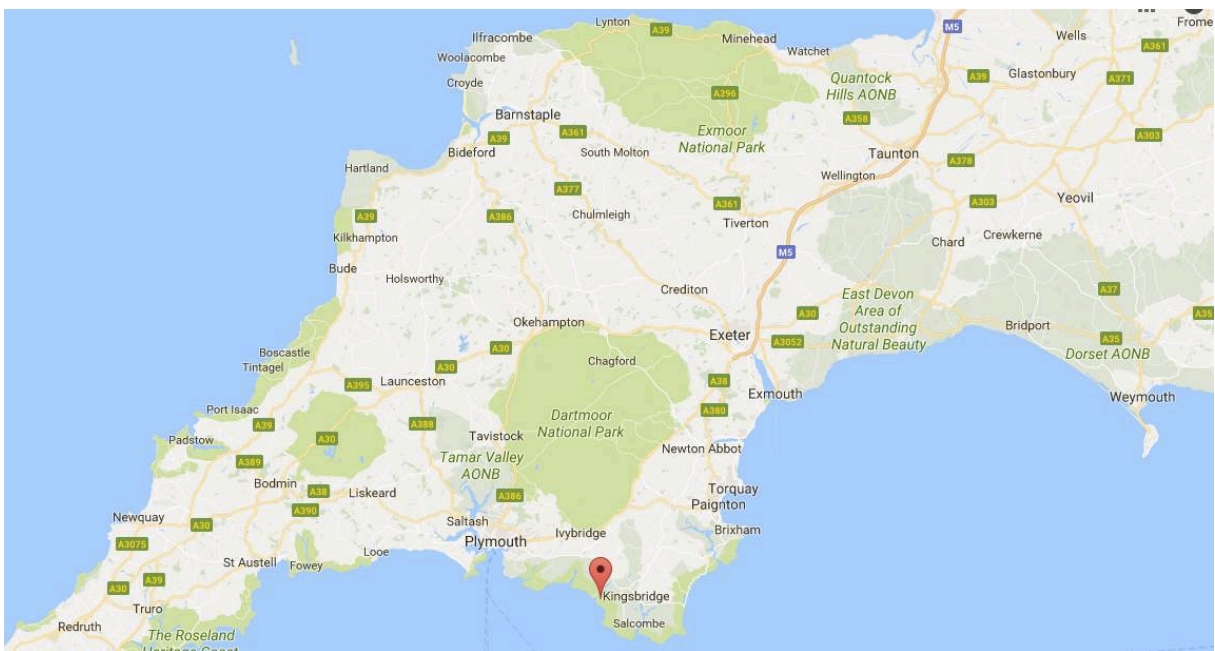 Lynton
A39
Minehead
M5
Wells
Frome
A361
Ilfracombe
Woolacombe
Watchet
Croyde
Quantock
Hills AONB
A39
Glastonbury
A371
A396
Barnstaple
A358
A39
A361
Exmoor
National Park
A303
Bideford
South Molton
Taunton
A378
Hartland
Wellington
A377
A361
A303
Yeovil
A39
A386
Chulmleigh
Tiverton
Kilkhampton
Chard
Crewkerne
M5
Bude
Holsworthy
Crediton
A37
East Devon
Area of
Outstanding
Natural Beauty
A30
A35
Okehampton
Exeter
Bridport
A30
A3052
A35
Dorset AONB
Boscastle
Tintagel
A30
Chagford
A395
Launceston
A38
Exmouth
Weymouth
Port Isaac
A380
A39
A388
Dartmoor
National Park
Padstow
A30
Tavistock
Newton Abbot
A389
Tamar Valley
AONB
Bodmin
A38
Liskeard
A386
Torquay
Paignton
A390
Newquay
A30
Saltash
Plymouth
Ivybridge
Brixham
A3075
Looe
St Austell
Fowey
A39
A30
Kingsbridge
Truro
Redruth
Salcombe
The Roseland
Heritage Coast